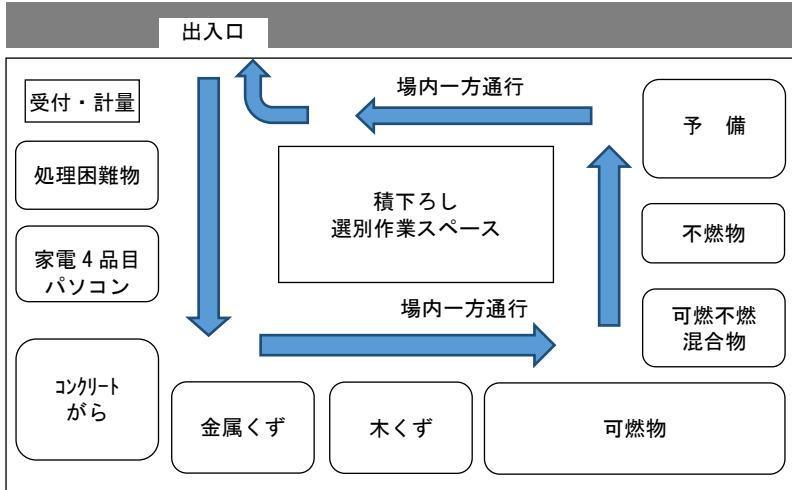 出入口
受付・計量
場内一方通行
予　備
処理困難物
積下ろし
選別作業スペース
不燃物
家電４品目
パソコン
場内一方通行
可燃不燃
混合物
ｺﾝｸﾘｰﾄ
がら
金属くず
木くず
可燃物